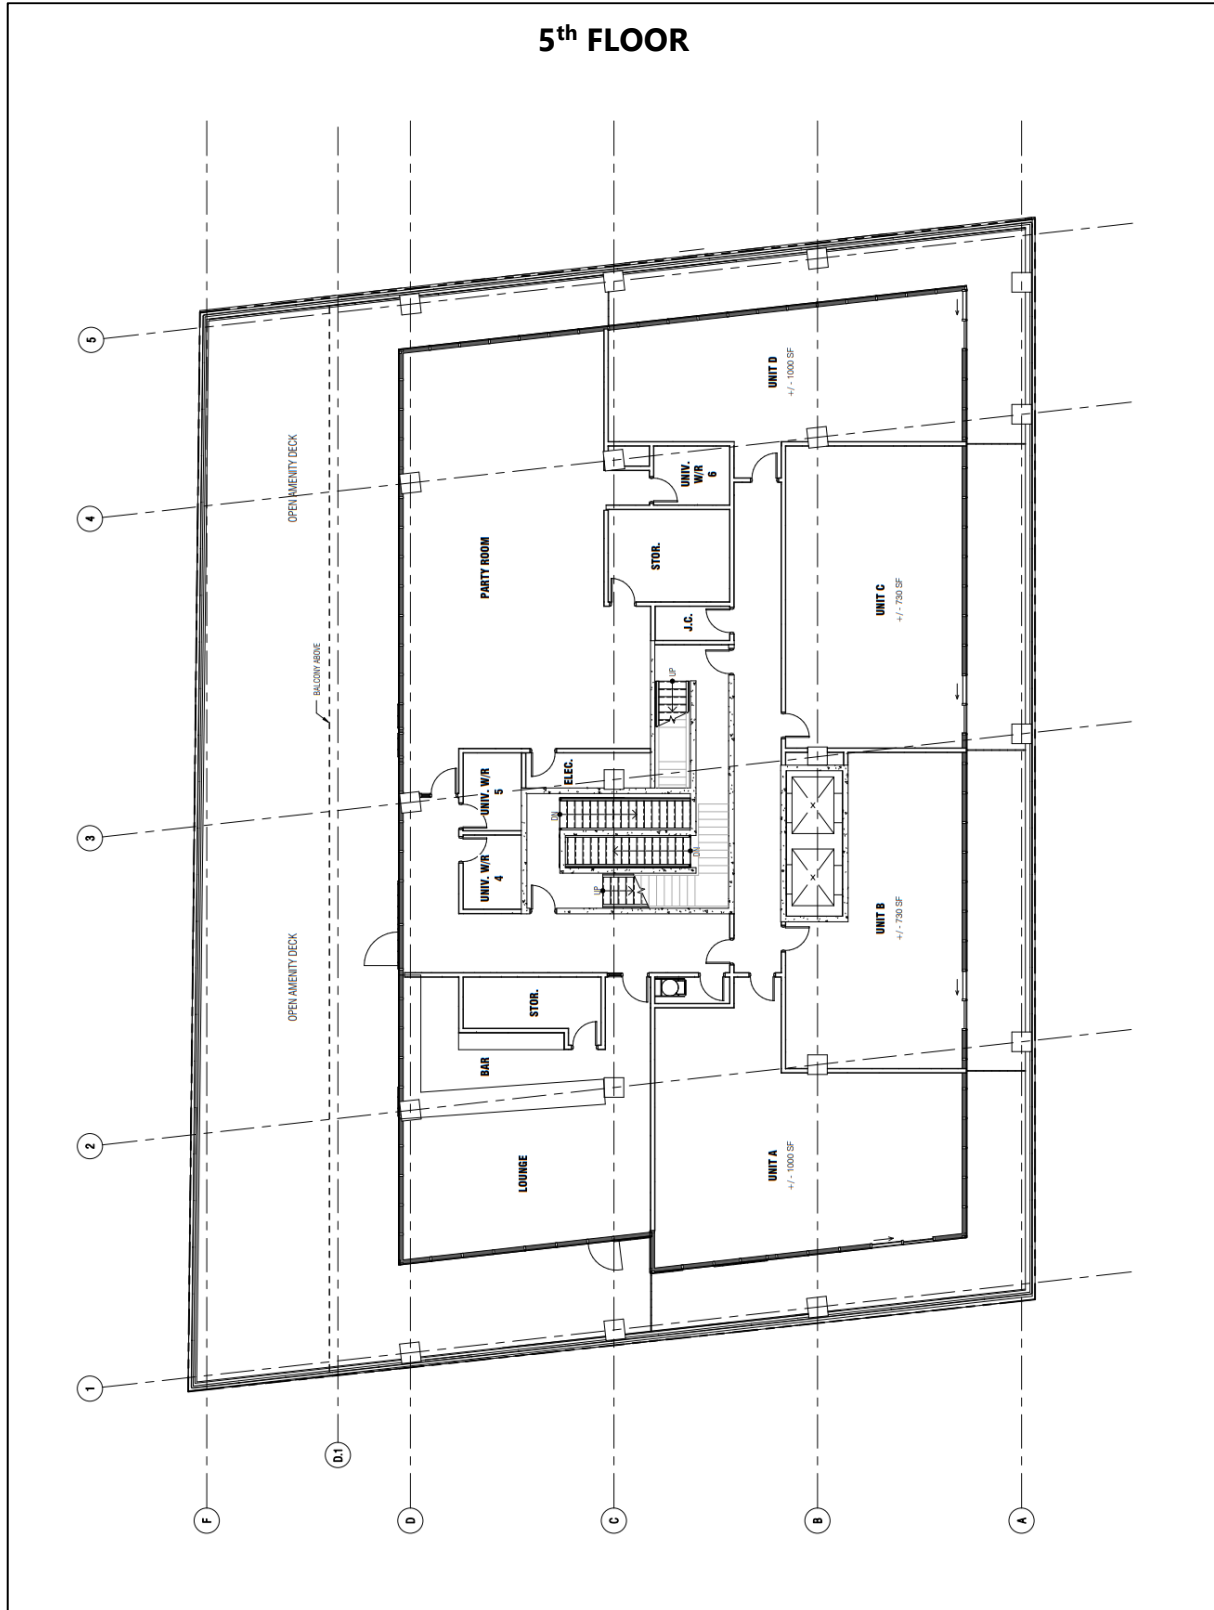 5th FLOOR
5
4
3
2
1
F
D.1
D
C
B
A
OPEN AMENITY DECK
OPEN AMENITY DECK
BALCONY ABOVE
PARTY ROOM
UNIV. W/R
5
UNIV. W/R
4
ELEC.
DN
DN
UP
UP
STOR.
J.C.
UNIV.
W/R
6
STOR.
BAR
LOUNGE
UNIT D
+/- 1000 SF
UNIT C
+/- 730 SF
UNIT B
+/- 730 SF
UNIT A
+/- 1000 SF